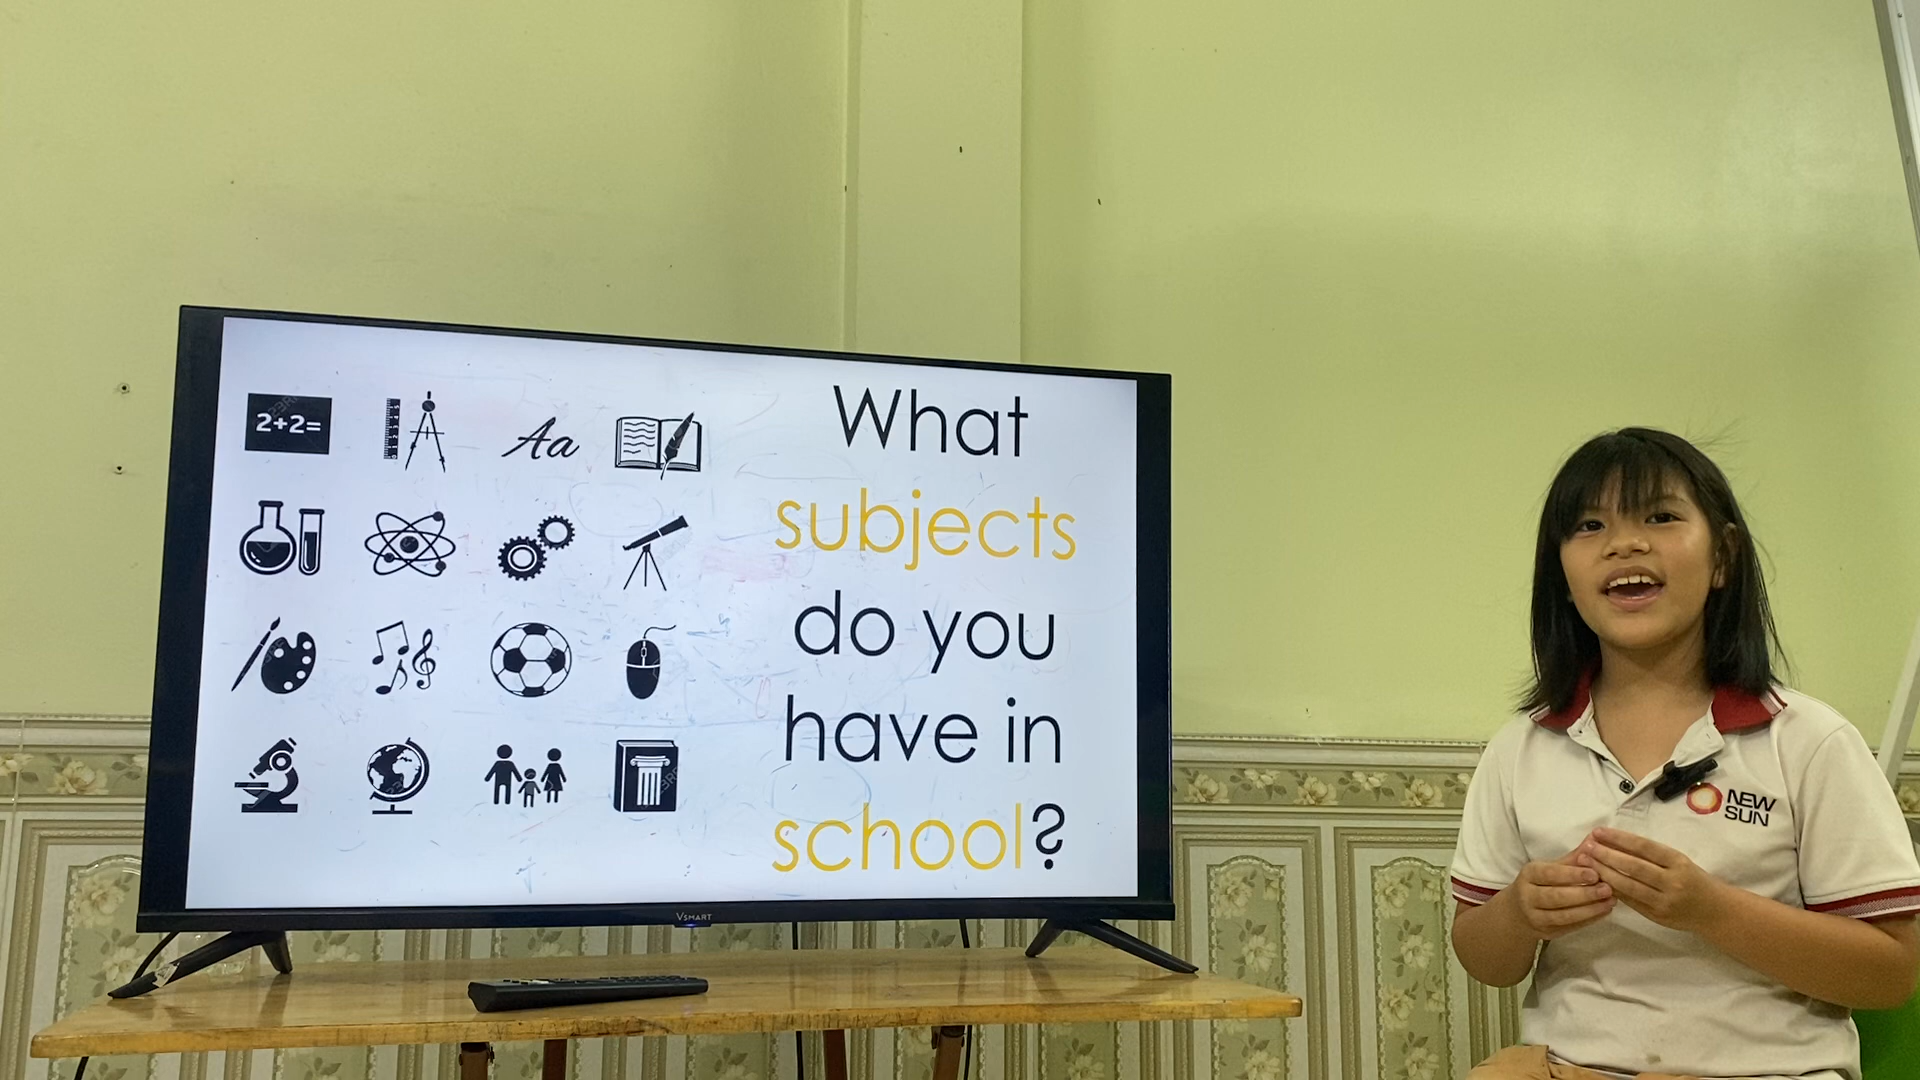 2+2=
Aa
What
subjects
do you
have in
school?
VSMART
NEW
SUN